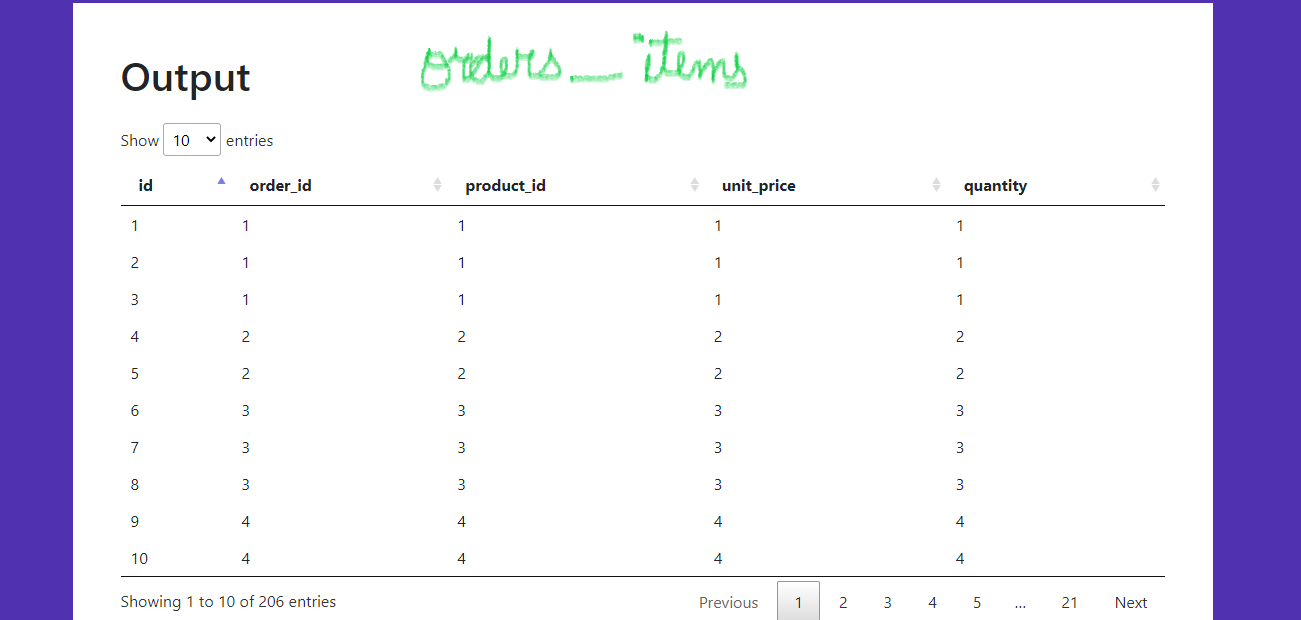 Output orders_items
Show 10 entries
id order_id product_id unit_price quantity
1 1 1 1 1
2 1 1 1 1
3 1 1 1 1
4 2 2 2 2
5 2 2 2 2
6 3 3 3 3
7 3 3 3 3
8 3 3 3 3
9 4 4 4 4
10 4 4 4 4
Showing 1 to 10 of 206 entries Previous 1 2 3 4 5 ... 21 Next